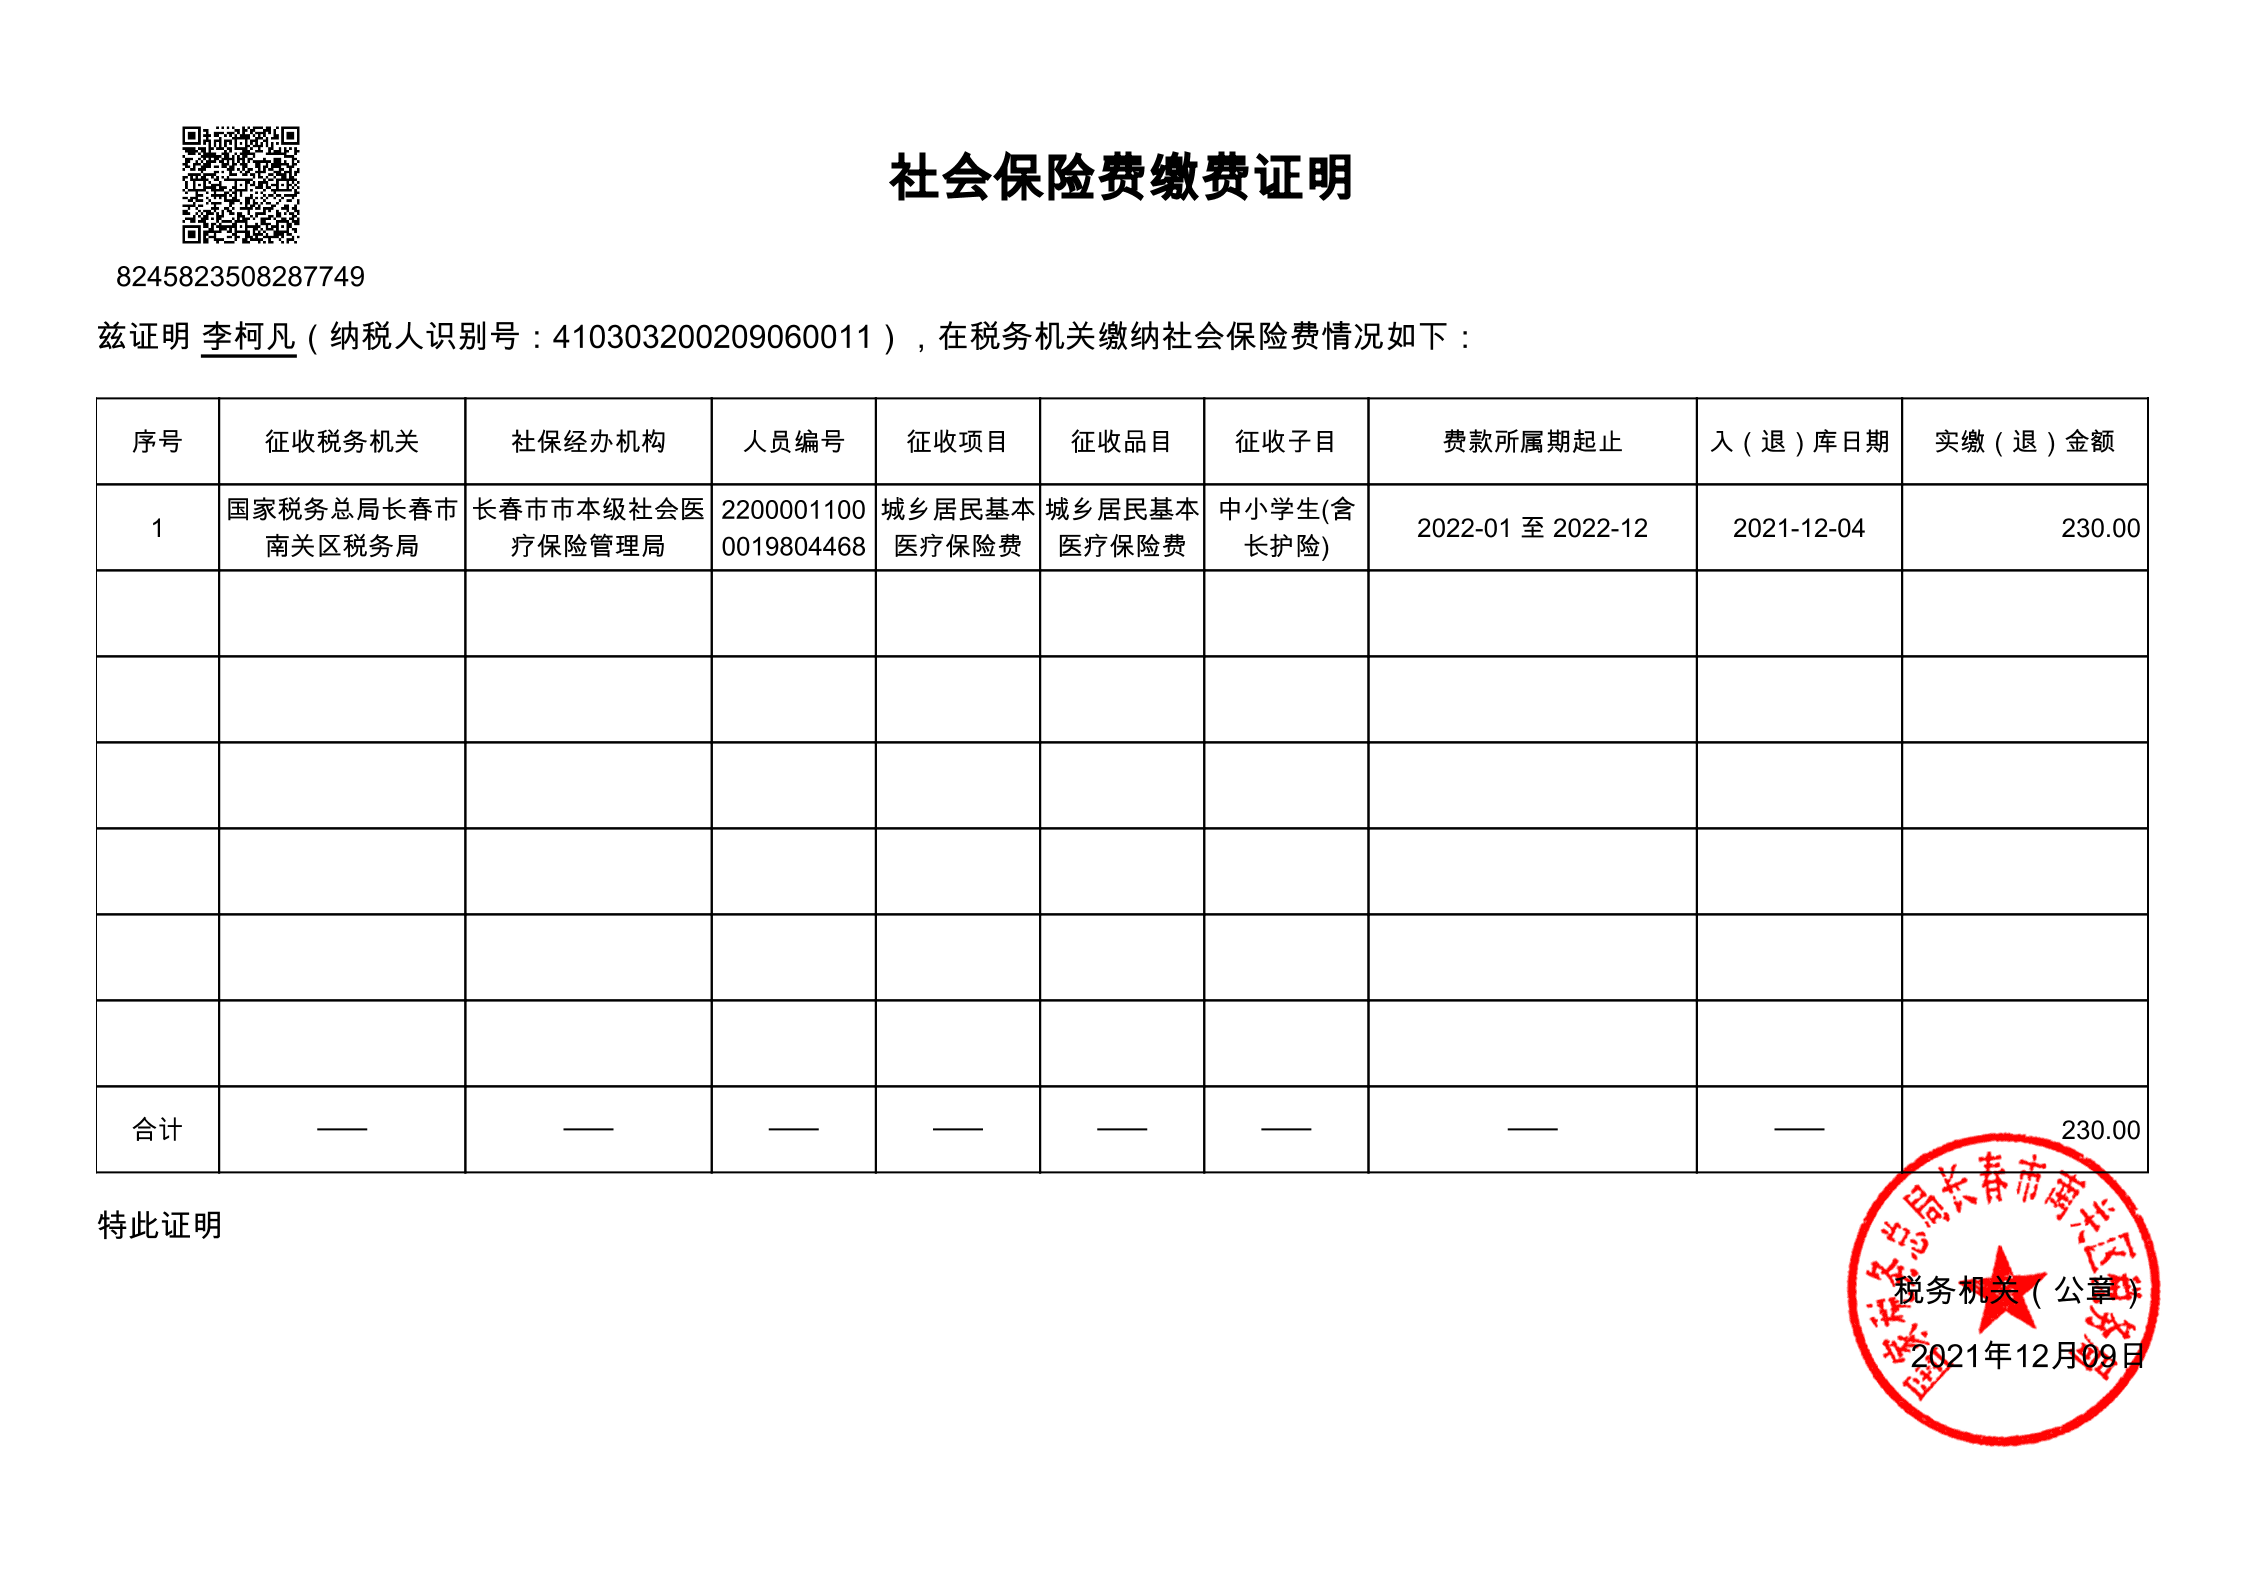 社会保险费缴费证明
8245823508287749
兹证明 李柯凡（纳税人识别号：410303200209060011），在税务机关缴纳社会保险费情况如下：
序号 征收税务机关 社保经办机构 人员编号 征收项目 征收品目 征收子目 费款所属期起止 入（退）库日期 实缴（退）金额
1 国家税务总局长春市 长春市市本级社会医 2200001100 城乡居民基本 城乡居民基本 中小学生(含 2022-01 至 2022-12 2021-12-04 230.00
南关区税务局 疗保险管理局 0019804468 医疗保险费 医疗保险费 长护险)
合计 —— —— —— —— —— —— —— —— 230.00
特此证明
国家税务总局长春市南关区税务局
税务机关（公章）
2021年12月09日